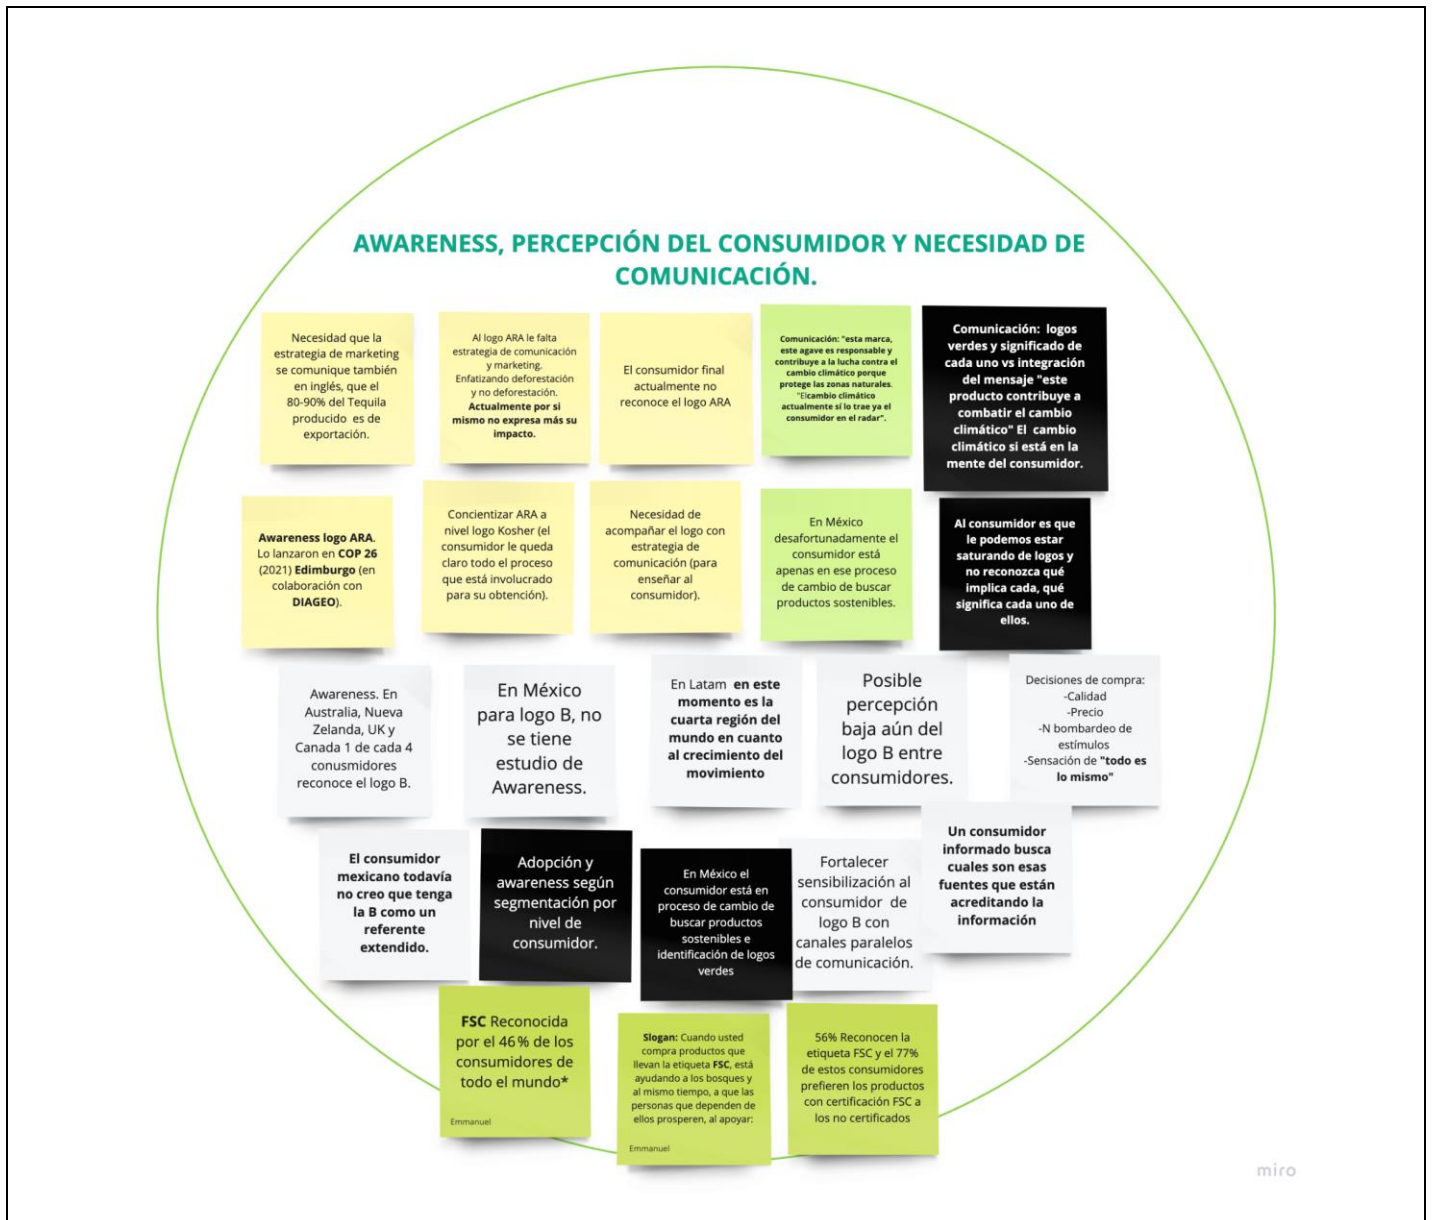 AWARENESS, PERCEPCIÓN DEL CONSUMIDOR Y NECESIDAD DE
COMUNICACIÓN.
Necesidad que la
estrategia de marketing
se comunique también
en inglés, que el
80-90% del Tequila
producido es de
exportación.
Al logo ARA le falta
estrategia de comunicación
y marketing.
Enfatizando deforestación
y no deforestación.
Actualmente por si
mismo no expresa más su
impacto.
El consumidor final
actualmente no
reconoce el logo ARA
Comunicación: "esta marca,
este agave es responsable y
contribuye a la lucha contra el
cambio climático porque
protege las zonas naturales.
"Elcambio climático
actualmente sí lo trae ya el
consumidor en el radar".
Comunicación: logos
verdes y significado de
cada uno vs integración
del mensaje "este
producto contribuye a
combatir el cambio
climático" El cambio
climático si está en la
mente del consumidor.
Awareness logo ARA.
Lo lanzaron en COP 26
(2021) Edimburgo (en
colaboración con
DIAGEO).
Concientizar ARA a
nivel logo Kosher (el
consumidor le queda
claro todo el proceso
que está involucrado
para su obtención).
Necesidad de
acompañar el logo con
estrategia de
comunicación (para
enseñar al
consumidor).
En México
desafortunadamente el
consumidor está
apenas en ese proceso
de cambio de buscar
productos sostenibles.
Al consumidor es que
le podemos estar
saturando de logos y
no reconozca qué
implica cada, qué
significa cada uno de
ellos.
Awareness. En
Australia, Nueva
Zelanda, UK y
Canada 1 de cada 4
conusmidores
reconoce el logo B.
En México
para logo B, no
se tiene
estudio de
Awareness.
En Latam en este
momento es la
cuarta región del
mundo en cuanto
al crecimiento del
movimiento
Posible
percepción
baja aún del
logo B entre
consumidores.
Decisiones de compra:
-Calidad
-Precio
-N bombardeo de
estímulos
-Sensación de "todo es
lo mismo"
El consumidor
mexicano todavía
no creo que tenga
la B como un
referente
extendido.
Adopción y
awareness según
segmentación por
nivel de
consumidor.
En México el
consumidor está en
proceso de cambio de
buscar productos
sostenibles e
identificación de logos
verdes
Fortalecer
sensibilización al
consumidor de
logo B con
canales paralelos
de comunicación.
Un consumidor
informado busca
cuales son esas
fuentes que están
acreditando la
información
FSC Reconocida
por el 46% de los
consumidores de
todo el mundo*
Emmanuel
Slogan: Cuando usted
compra productos que
llevan la etiqueta FSC, está
ayudando a los bosques y
al mismo tiempo, a que las
personas que dependen de
ellos prosperen, al apoyar:
Emmanuel
56% Reconocen la
etiqueta FSC y el 77%
de estos consumidores
prefieren los productos
con certificación FSC a
los no certificados
miro